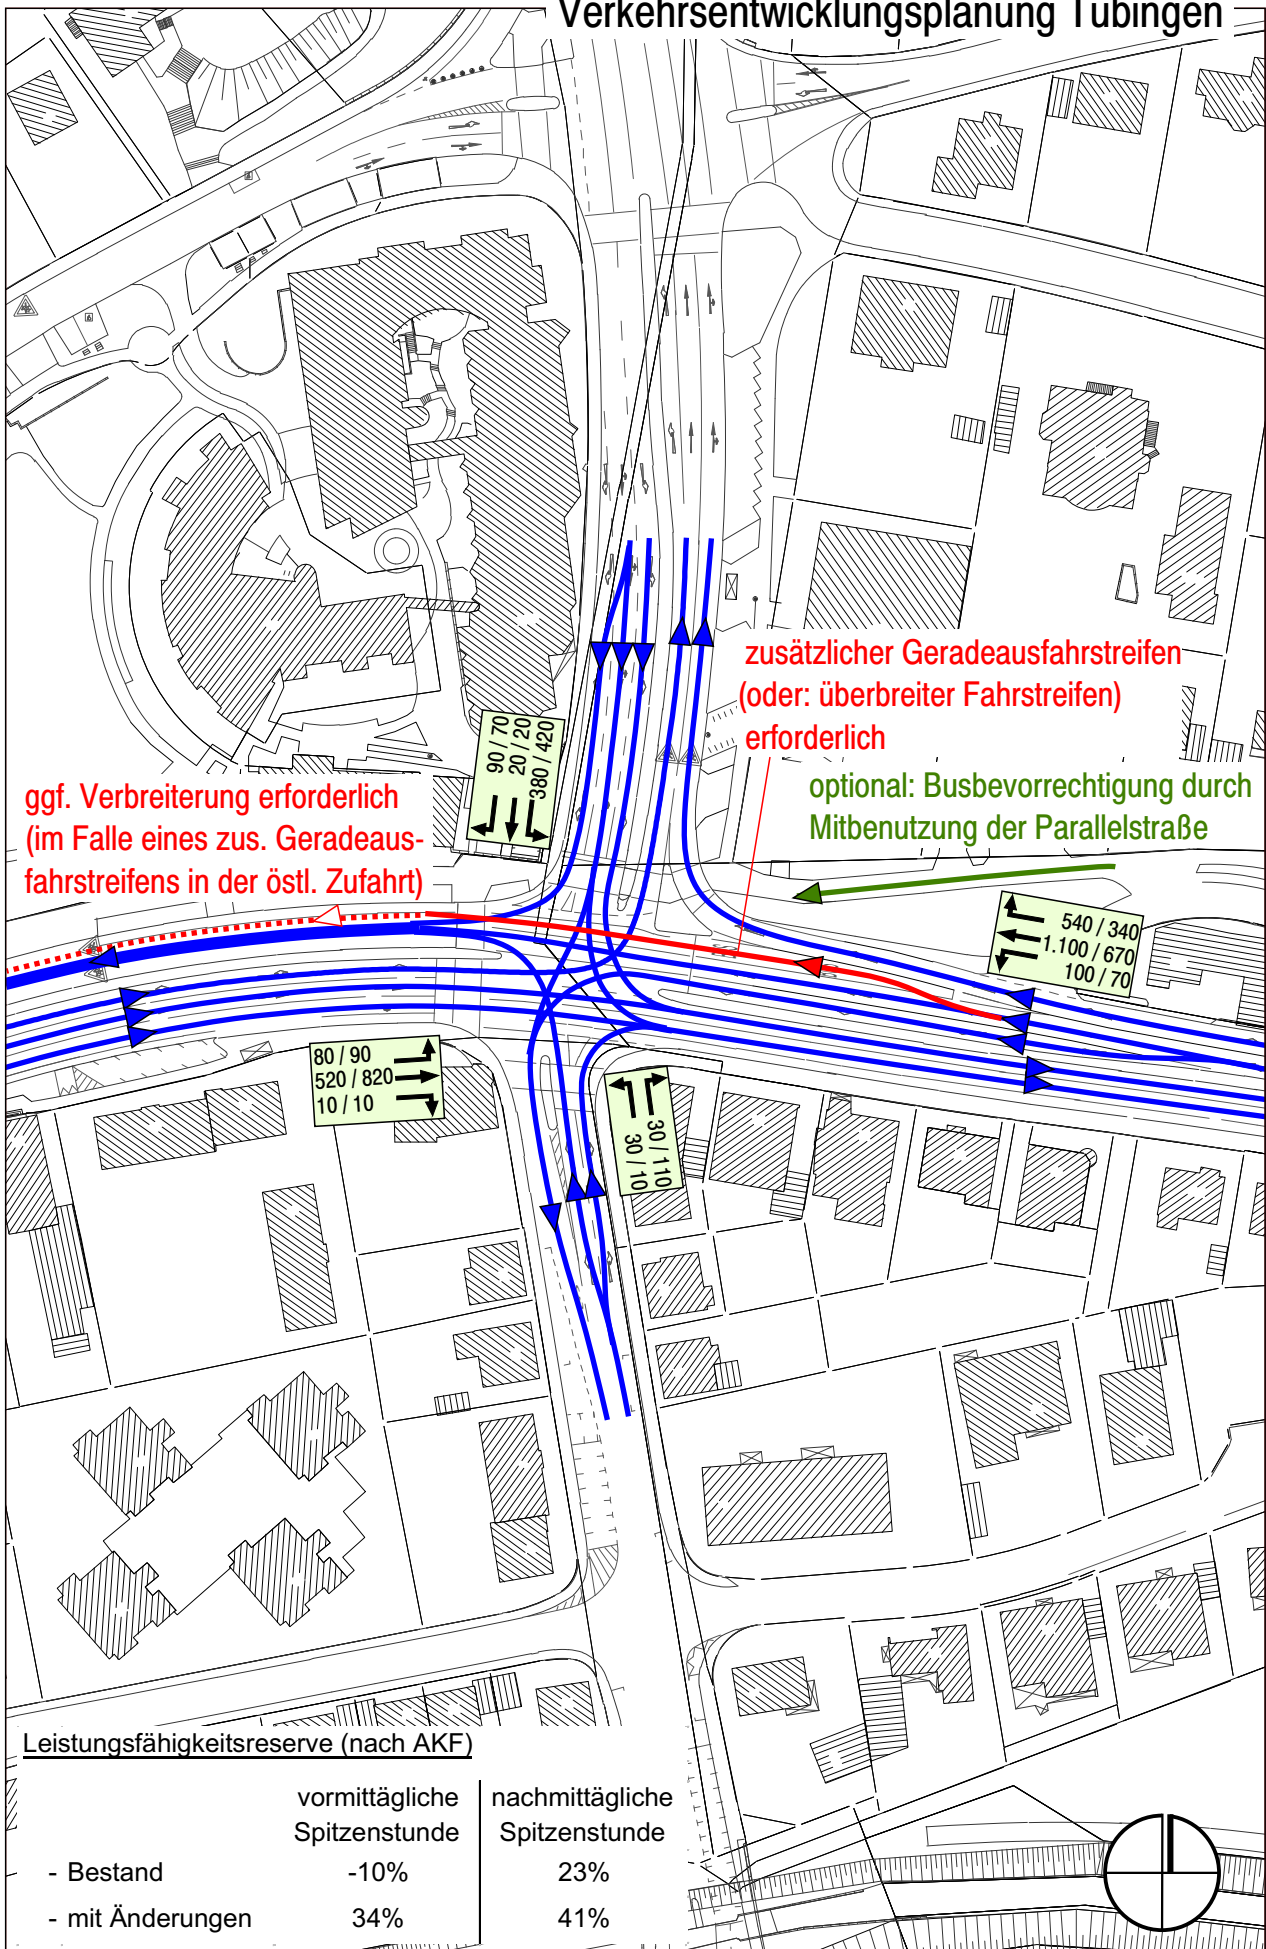 Verkehrsentwicklungsplanung Tübingen
zusätzlicher Geradeausfahrstreifen
(oder: überbreiter Fahrstreifen)
erforderlich
90 / 70
20 / 20
380 / 420
ggf. Verbreiterung erforderlich
(im Falle eines zus. Geradeaus-
fahrstreifens in der östl. Zufahrt)
optional: Busbevorrechtigung durch
Mitbenutzung der Parallelstraße
540 / 340
1.100 / 670
100 / 70
80 / 90
520 / 820
10 / 10
30 / 110
30 / 10
Leistungsfähigkeitsreserve (nach AKF)
vormittägliche nachmittägliche
Spitzenstunde Spitzenstunde
- Bestand -10% 23%
- mit Änderungen 34% 41%